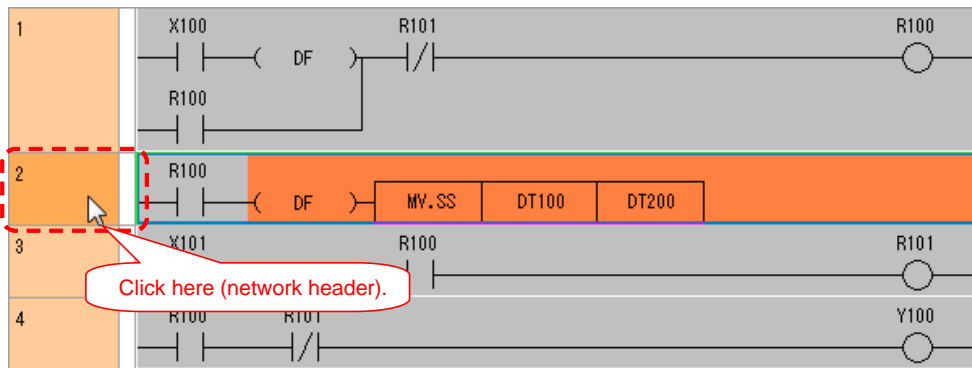 1
X100 R101 R100
DF
R100
2
R100
DF MV.SS DT100 DT200
3
X101 R100 R101
Click here (network header).
4
R100 R101 Y100